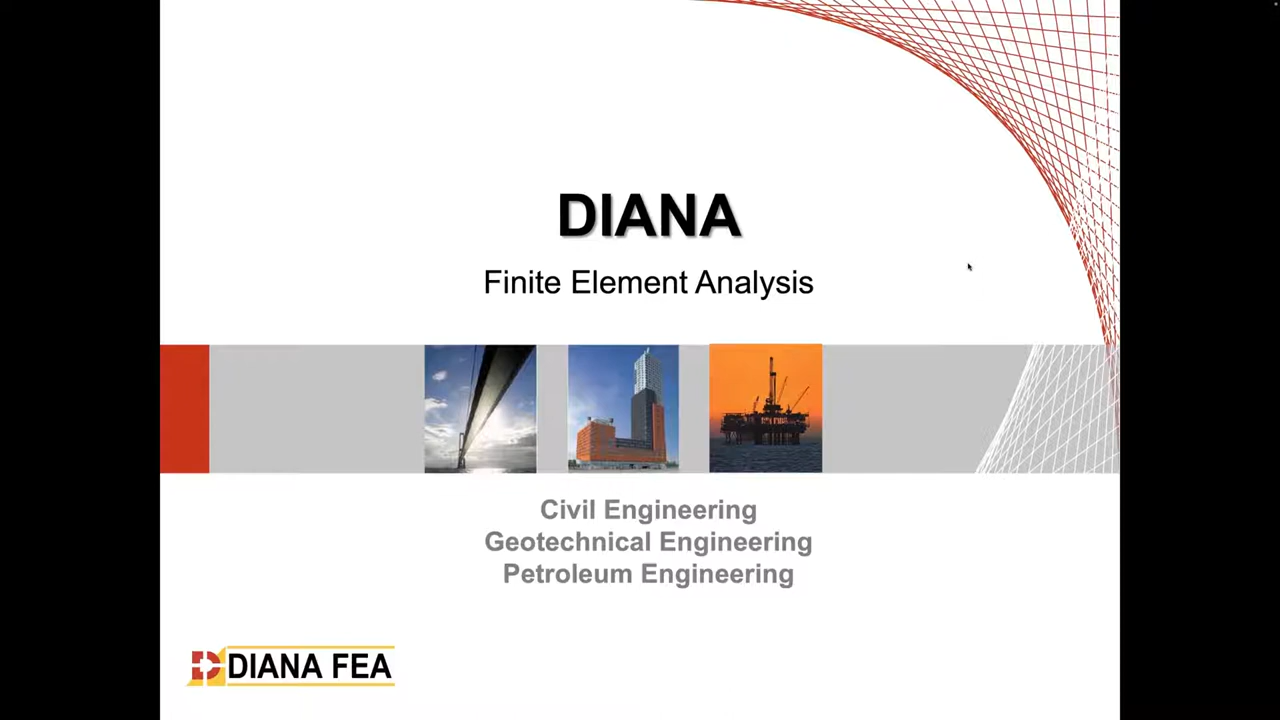 DIANA
Finite Element Analysis
Civil Engineering
Geotechnical Engineering
Petroleum Engineering
DIANA FEA